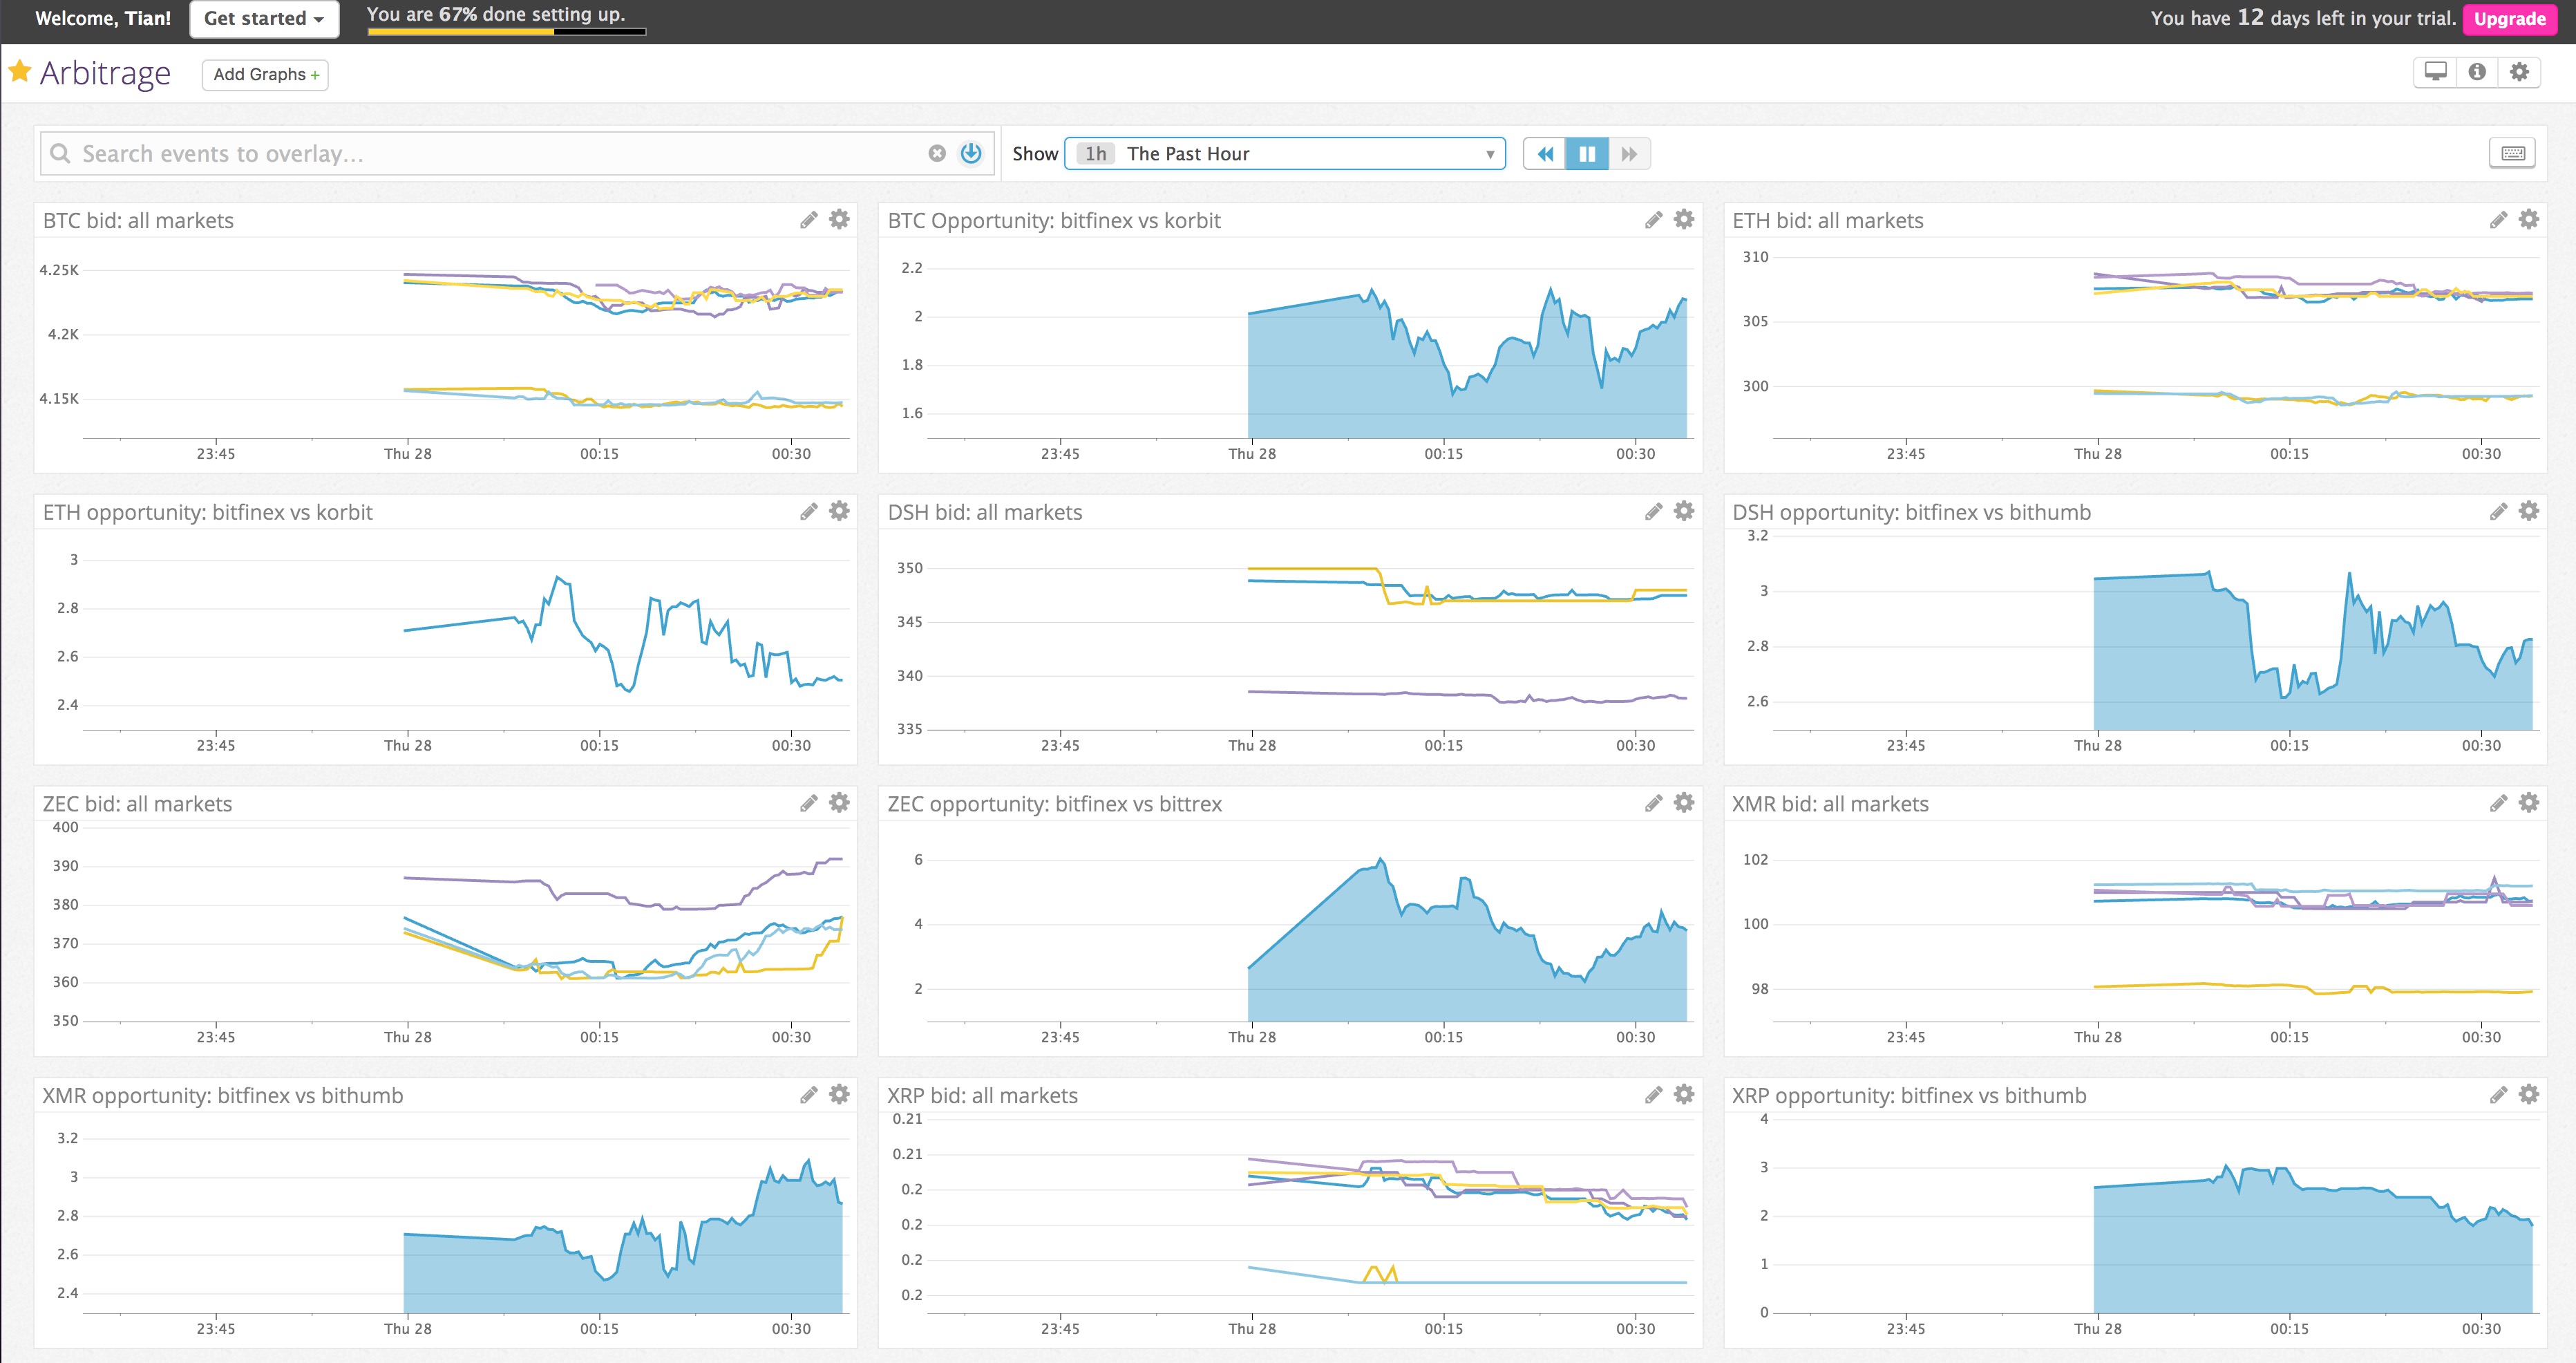 Welcome, Tian! Get started You are 67% done setting up. You have 12 days left in your trial. Upgrade
Arbitrage Add Graphs +
Search events to overlay... Show 1h The Past Hour
BTC bid: all markets
4.25K
4.2K
4.15K
23:45 Thu 28 00:15 00:30
BTC Opportunity: bitfinex vs korbit
2.2
2
1.8
1.6
23:45 Thu 28 00:15 00:30
ETH bid: all markets
310
305
300
23:45 Thu 28 00:15 00:30
ETH opportunity: bitfinex vs korbit
3
2.8
2.6
2.4
23:45 Thu 28 00:15 00:30
DSH bid: all markets
350
345
340
335
23:45 Thu 28 00:15 00:30
DSH opportunity: bitfinex vs bithumb
3.2
3
2.8
2.6
23:45 Thu 28 00:15 00:30
ZEC bid: all markets
400
390
380
370
360
350
23:45 Thu 28 00:15 00:30
ZEC opportunity: bitfinex vs bittrex
6
4
2
23:45 Thu 28 00:15 00:30
XMR bid: all markets
102
100
98
23:45 Thu 28 00:15 00:30
XMR opportunity: bitfinex vs bithumb
3.2
3
2.8
2.6
2.4
23:45 Thu 28 00:15 00:30
XRP bid: all markets
0.21
0.21
0.2
0.2
0.2
0.2
23:45 Thu 28 00:15 00:30
XRP opportunity: bitfinex vs bithumb
4
3
2
1
0
23:45 Thu 28 00:15 00:30